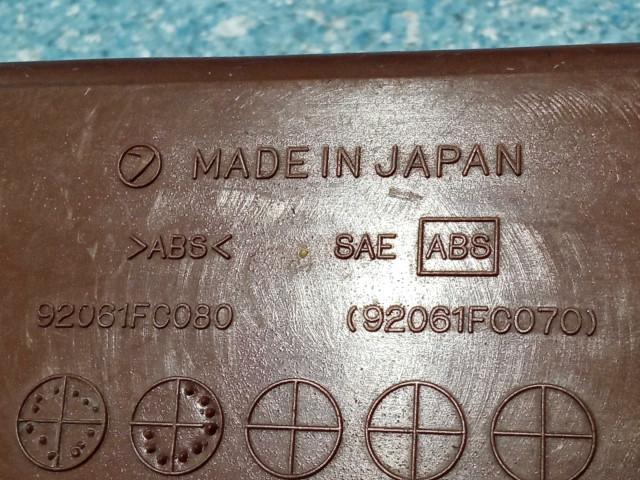 MADE IN JAPAN
>ABS< SAE ABS
92061FC080 (92061FC070)